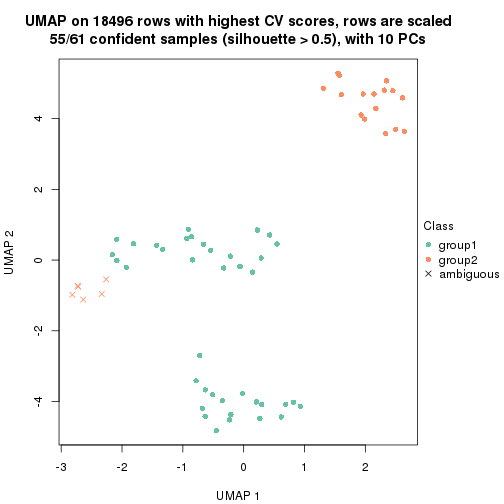 UMAP on 18496 rows with highest CV scores, rows are scaled
55/61 confident samples (silhouette > 0.5), with 10 PCs
4
2
0
-2
-4
UMAP 2
-3
-2
-1
0
1
2
UMAP 1
Class
group1
group2
ambiguous